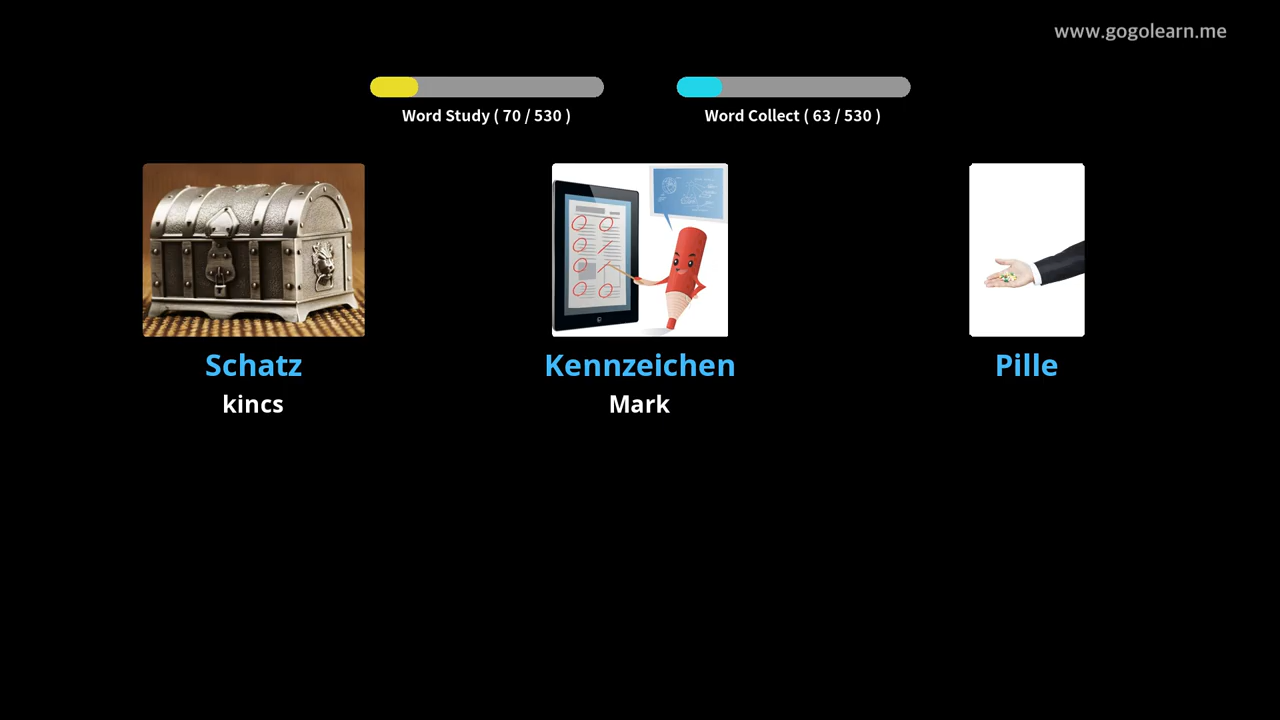 www.gogolearn.me
Word Study ( 70 / 530 )
Word Collect ( 63 / 530 )
Schatz
Kennzeichen
Pille
kincs
Mark